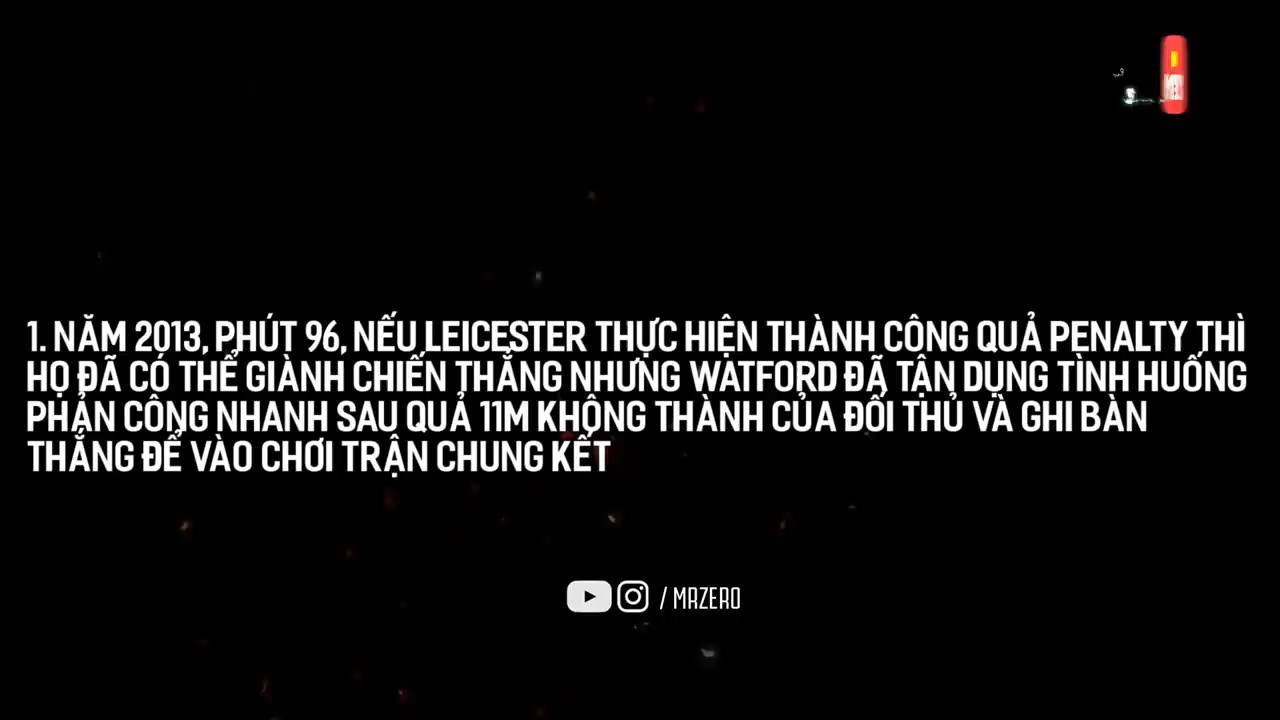 1. NĂM 2013, PHÚT 96, NẾU LEICESTER THỰC HIỆN THÀNH CÔNG QUẢ PENALTY THÌ
HỌ ĐÃ CÓ THỂ GIÀNH CHIẾN THẮNG NHƯNG WATFORD ĐÃ TẬN DỤNG TÌNH HUỐNG
PHẢN CÔNG NHANH SAU QUẢ 11M KHÔNG THÀNH CỦA ĐỐI THỦ VÀ GHI BÀN
THẮNG ĐỂ VÀO CHƠI TRẬN CHUNG KẾT
/ MRZERO